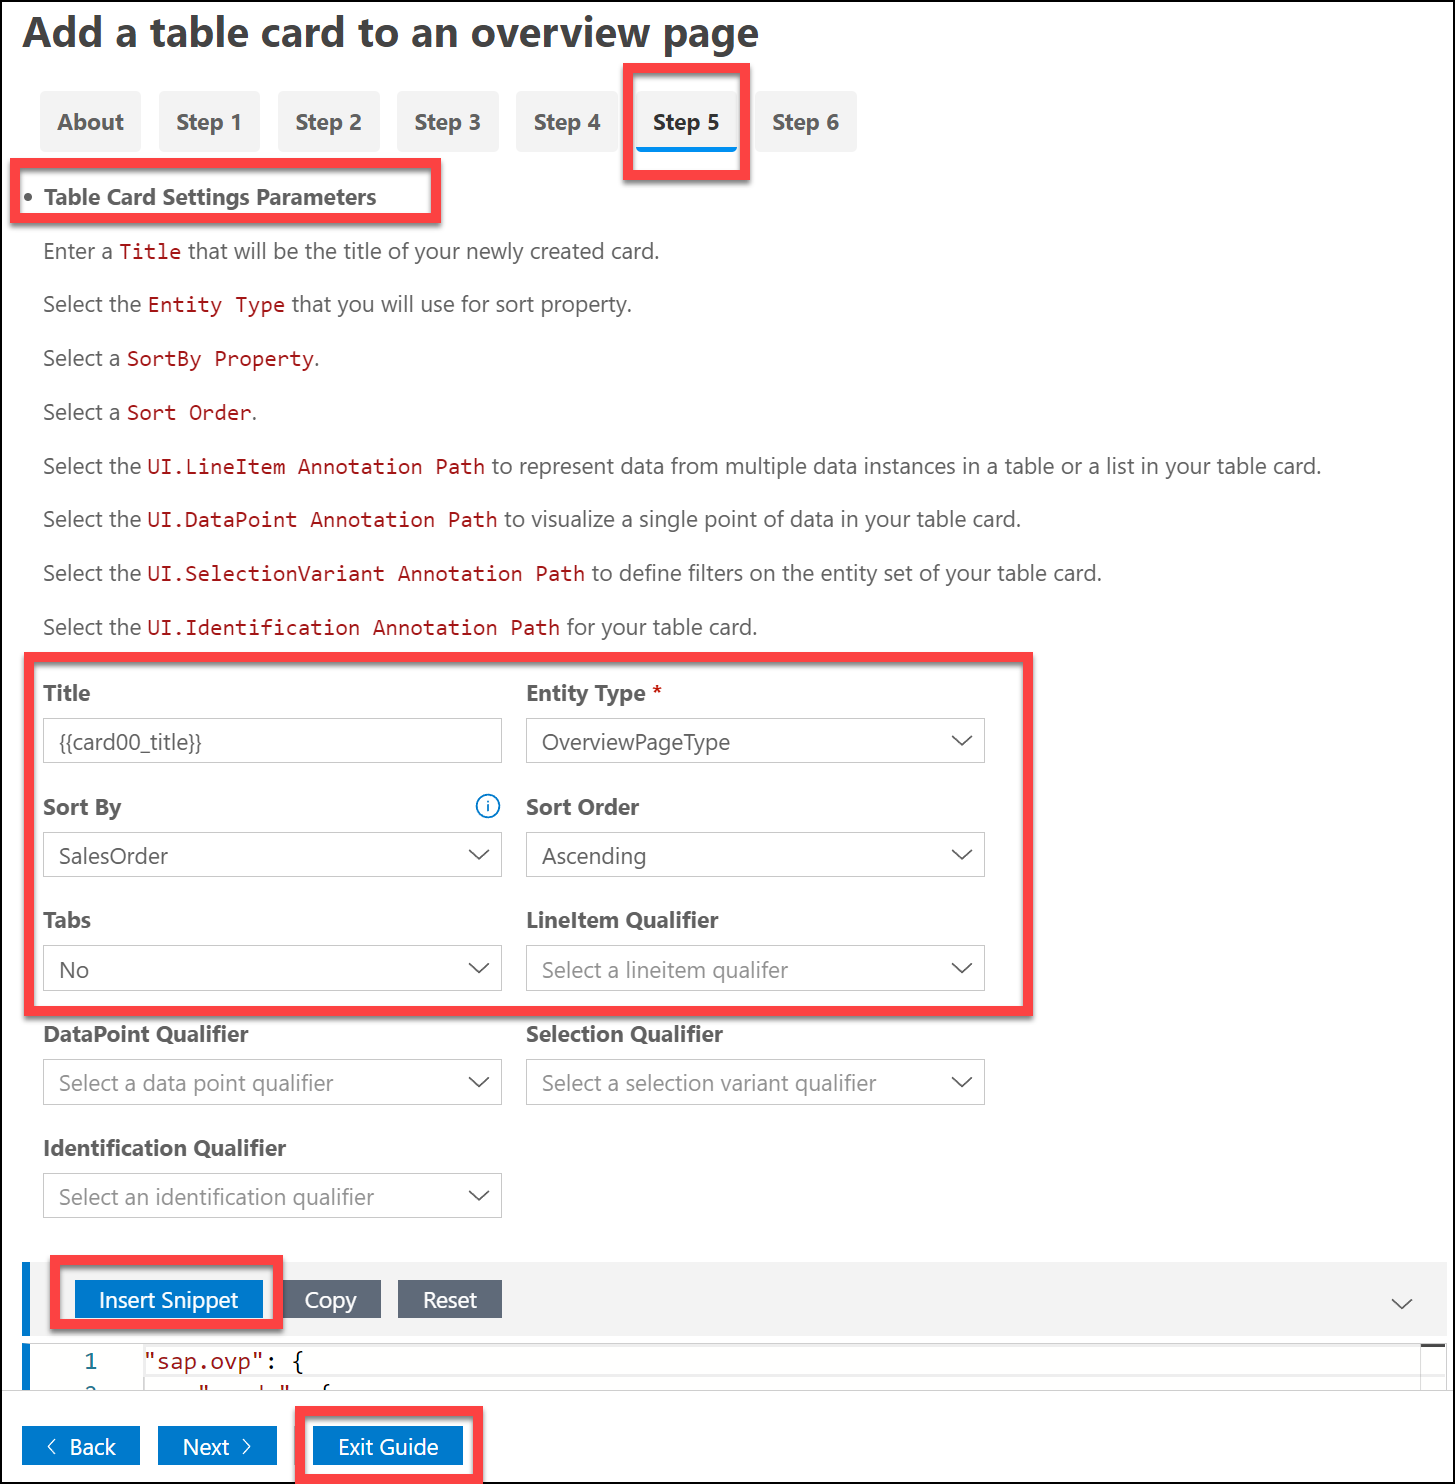 Add a table card to an overview page
About Step 1 Step 2 Step 3 Step 4 Step 5 Step 6
• Table Card Settings Parameters
Enter a Title that will be the title of your newly created card.
Select the Entity Type that you will use for sort property.
Select a SortBy Property.
Select a Sort Order.
Select the UI.LineItem Annotation Path to represent data from multiple data instances in a table or a list in your table card.
Select the UI.DataPoint Annotation Path to visualize a single point of data in your table card.
Select the UI.SelectionVariant Annotation Path to define filters on the entity set of your table card.
Select the UI.Identification Annotation Path for your table card.
Title Entity Type *
{{card00_title}} OverviewPageType
Sort By Sort Order
SalesOrder Ascending
Tabs LineItem Qualifier
No Select a lineitem qualifer
DataPoint Qualifier Selection Qualifier
Select a data point qualifier Select a selection variant qualifier
Identification Qualifier
Select an identification qualifier
Insert Snippet Copy Reset
1 "sap.ovp": {
Back Next Exit Guide